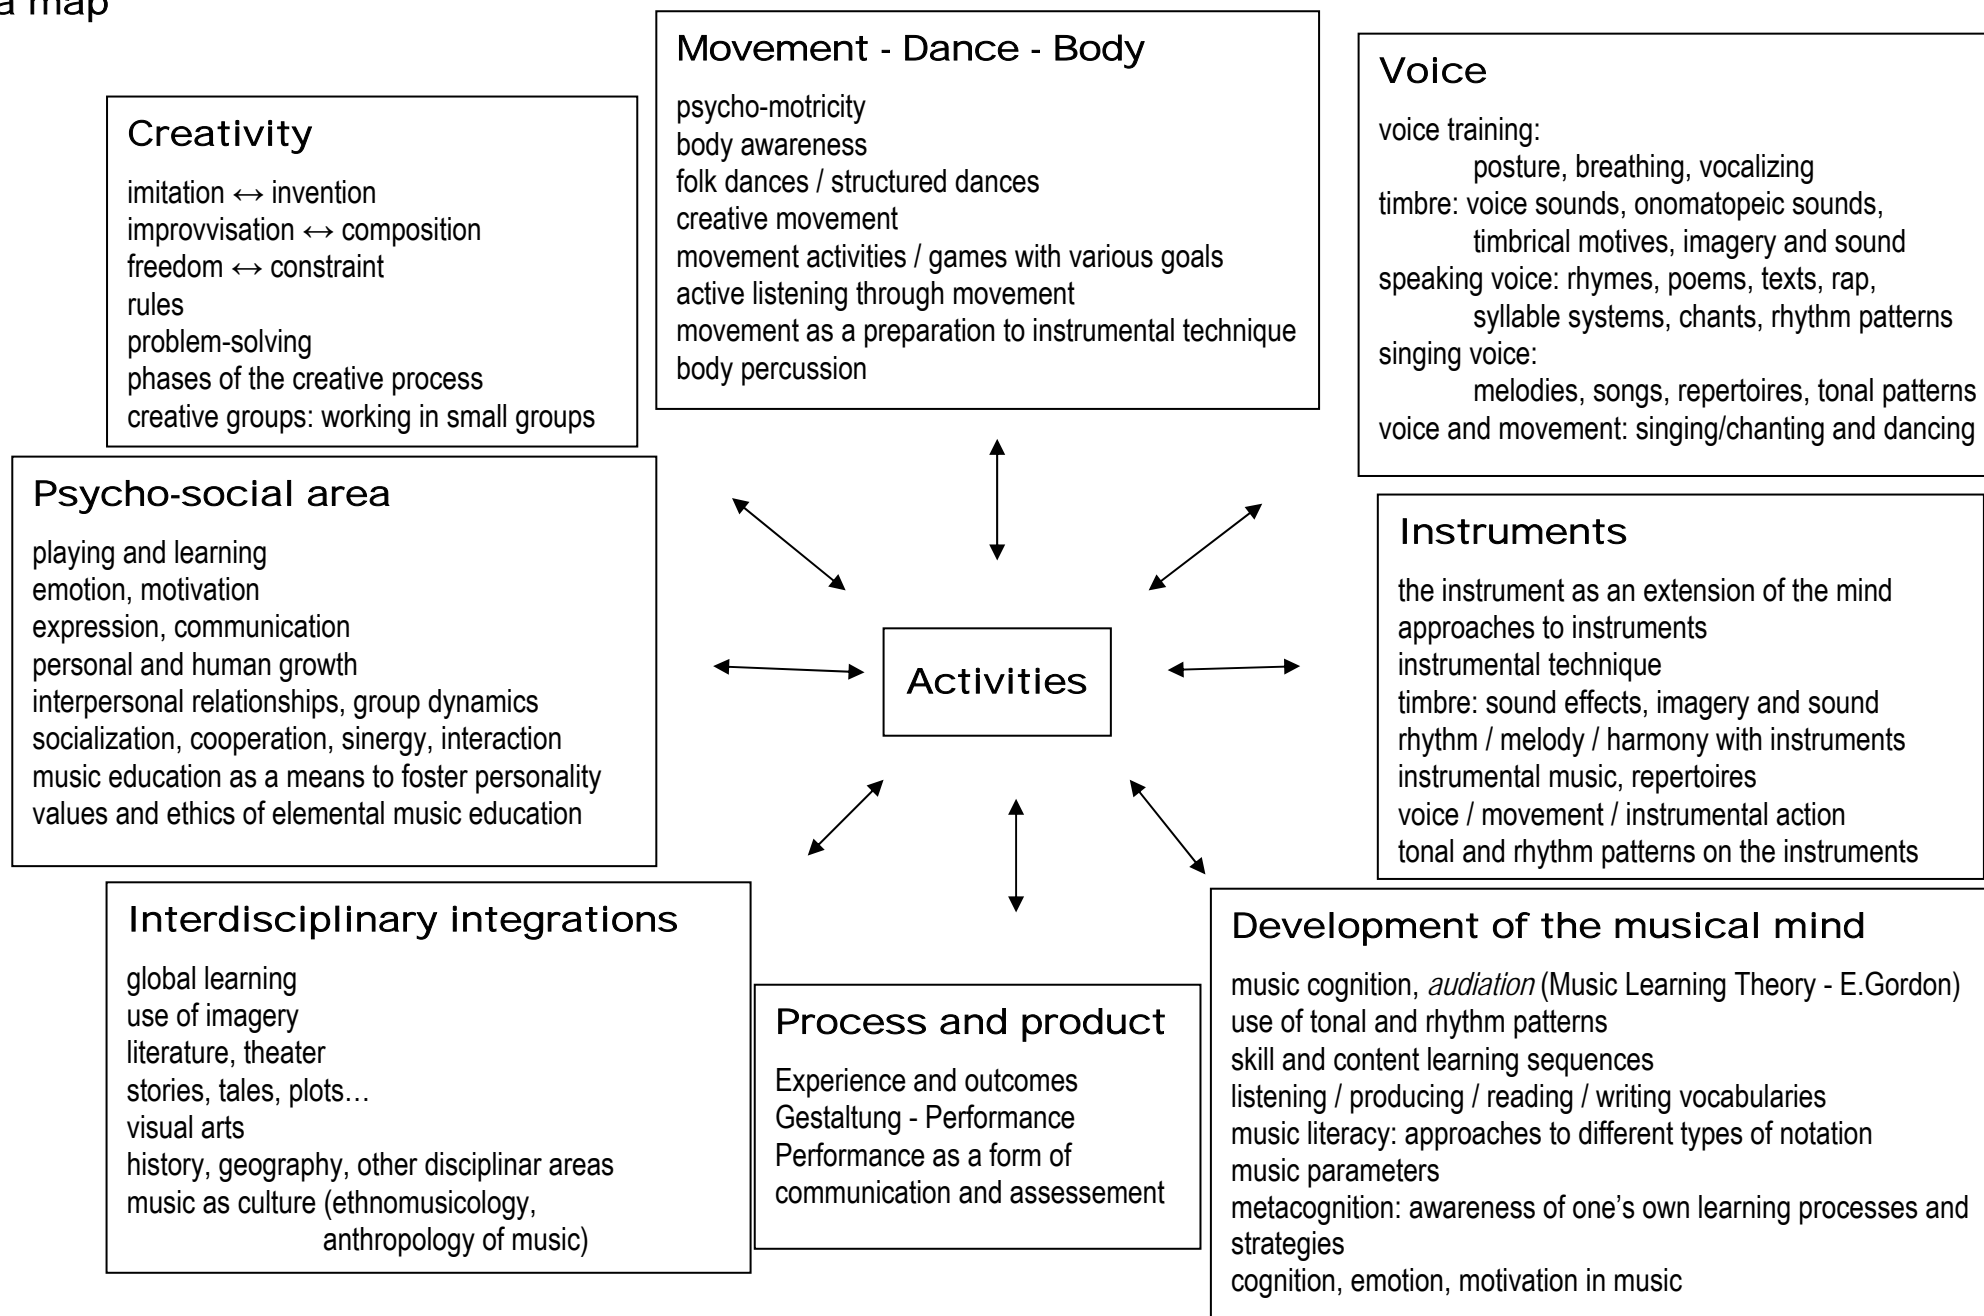 a map
Movement - Dance - Body
psycho-motricity
body awareness
folk dances / structured dances
creative movement
movement activities / games with various goals
active listening through movement
movement as a preparation to instrumental technique
body percussion
Voice
voice training:
posture, breathing, vocalizing
timbre: voice sounds, onomatopeic sounds,
timbrical motives, imagery and sound
speaking voice: rhymes, poems, texts, rap,
syllable systems, chants, rhythm patterns
singing voice:
melodies, songs, repertoires, tonal patterns
voice and movement: singing/chanting and dancing
Creativity
imitation ↔ invention
improvvisation ↔ composition
freedom ↔ constraint
rules
problem-solving
phases of the creative process
creative groups: working in small groups
Psycho-social area
playing and learning
emotion, motivation
expression, communication
personal and human growth
interpersonal relationships, group dynamics
socialization, cooperation, sinergy, interaction
music education as a means to foster personality
values and ethics of elemental music education
Activities
Instruments
the instrument as an extension of the mind
approaches to instruments
instrumental technique
timbre: sound effects, imagery and sound
rhythm / melody / harmony with instruments
instrumental music, repertoires
voice / movement / instrumental action
tonal and rhythm patterns on the instruments
Interdisciplinary integrations
global learning
use of imagery
literature, theater
stories, tales, plots…
visual arts
history, geography, other disciplinar areas
music as culture (ethnomusicology,
anthropology of music)
Process and product
Experience and outcomes
Gestaltung - Performance
Performance as a form of
communication and assessement
Development of the musical mind
music cognition, audiation (Music Learning Theory - E.Gordon)
use of tonal and rhythm patterns
skill and content learning sequences
listening / producing / reading / writing vocabularies
music literacy: approaches to different types of notation
music parameters
metacognition: awareness of one’s own learning processes and
strategies
cognition, emotion, motivation in music